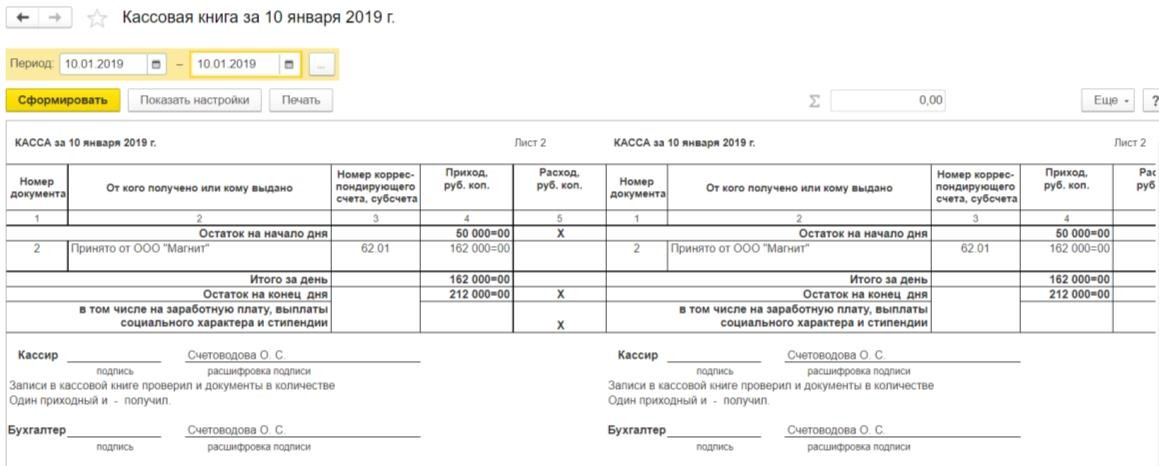 Кассовая книга за 10 января 2019 г.
Период: 10.01.2019 – 10.01.2019 ...
Сформировать Показать настройки Печать Σ 0,00 Еще ?
КАССА за 10 января 2019 г. Лист 2 КАССА за 10 января 2019 г. Лист 2
Номер документа От кого получено или кому выдано Номер коррес-пондирующего счета, субсчета Приход, руб. коп. Расход, руб. коп. Номер документа От кого получено или кому выдано Номер коррес-пондирующего счета, субсчета Приход, руб. коп. Рас руб
1 2 3 4 5 1 2 3 4
Остаток на начало дня 50 000=00 X Остаток на начало дня 50 000=00
2 Принято от ООО "Магнит" 62.01 162 000=00 2 Принято от ООО "Магнит" 62.01 162 000=00
Итого за день 162 000=00 Итого за день 162 000=00
Остаток на конец дня 212 000=00 X Остаток на конец дня 212 000=00
в том числе на заработную плату, выплаты в том числе на заработную плату, выплаты
социального характера и стипендии X социального характера и стипендии
Кассир Счетоводова О. С. Кассир Счетоводова О. С.
подпись расшифровка подписи подпись расшифровка подписи
Записи в кассовой книге проверил и документы в количестве Записи в кассовой книге проверил и документы в количестве
Один приходный и - получил. Один приходный и - получил.
Бухгалтер Счетоводова О. С. Бухгалтер Счетоводова О. С.
подпись расшифровка подписи подпись расшифровка подписи